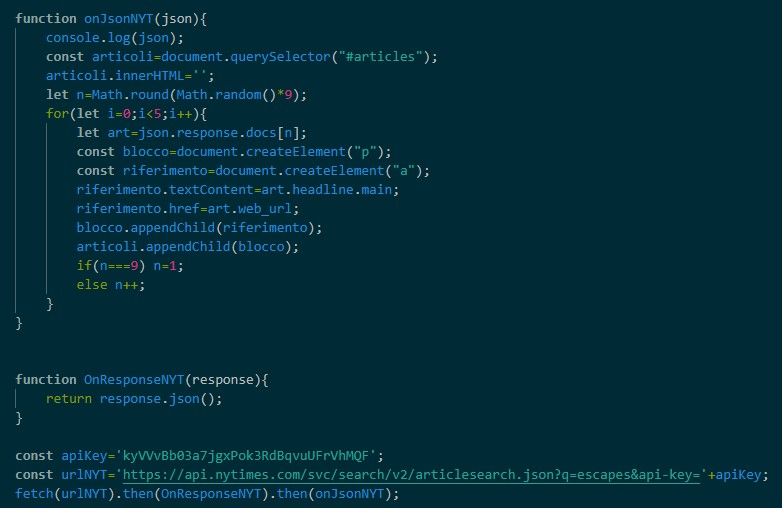 function onJsonNYT(json){
    console.log(json);
    const articoli=document.querySelector("#articles");
    articoli.innerHTML='';
    let n=Math.round(Math.random()*9);
    for(let i=0;i<5;i++){
        let art=json.response.docs[n];
        const blocco=document.createElement("p");
        const riferimento=document.createElement("a");
        riferimento.textContent=art.headline.main;
        riferimento.href=art.web_url;
        blocco.appendChild(riferimento);
        articoli.appendChild(blocco);
        if(n===9) n=1;
        else n++;
    }
}
function OnResponseNYT(response){
    return response.json();
}
const apiKey='kyVVvBb03a7jgxPok3RdBqvuUFrVhMQF';
const urlNYT='https://api.nytimes.com/svc/search/v2/articlesearch.json?q=escapes&api-key='+apiKey;
fetch(urlNYT).then(OnResponseNYT).then(onJsonNYT);